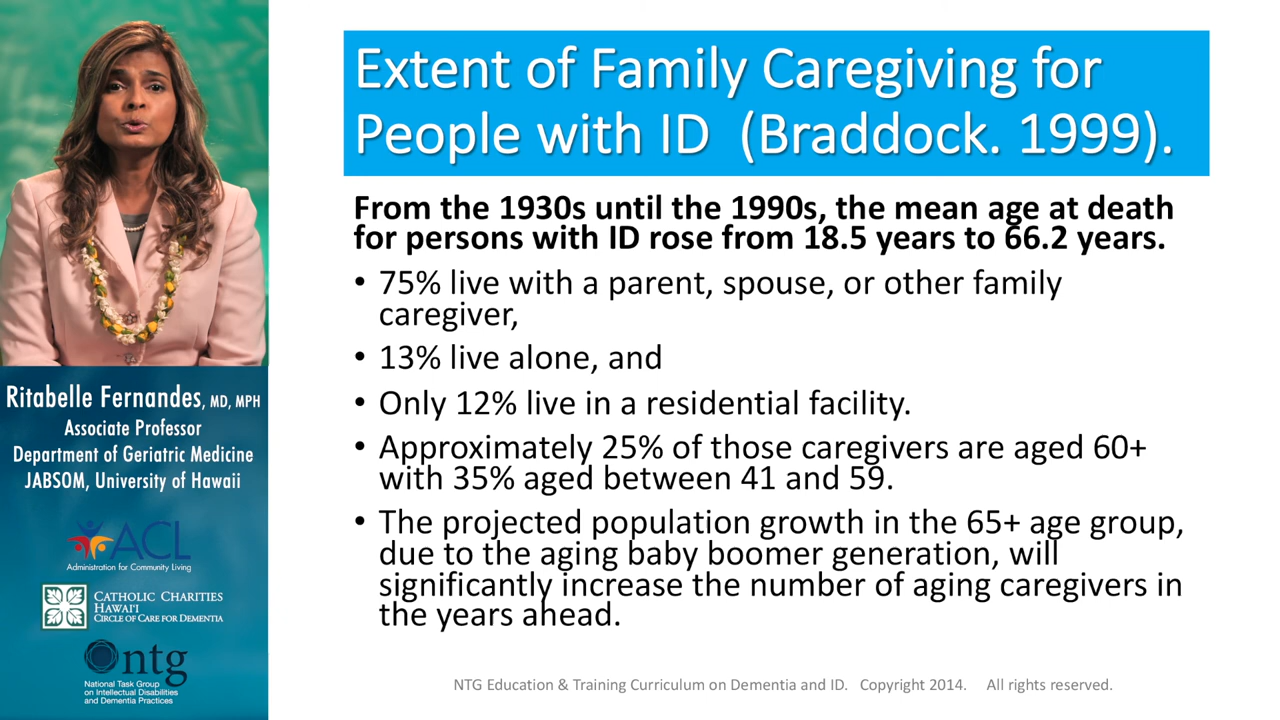 Extent of Family Caregiving for
People with ID (Braddock. 1999).
From the 1930s until the 1990s, the mean age at death
for persons with ID rose from 18.5 years to 66.2 years.
• 75% live with a parent, spouse, or other family
caregiver,
• 13% live alone, and
• Only 12% live in a residential facility.
• Approximately 25% of those caregivers are aged 60+
with 35% aged between 41 and 59.
• The projected population growth in the 65+ age group,
due to the aging baby boomer generation, will
significantly increase the number of aging caregivers in
the years ahead.
NTG Education & Training Curriculum on Dementia and ID. Copyright 2014. All rights reserved.
Ritabelle Fernandes, MD, MPH
Associate Professor
Department of Geriatric Medicine
JABSOM, University of Hawaii
ACL
Administration for Community Living
CATHOLIC CHARITIES
HAWAI‘I
CIRCLE OF CARE FOR DEMENTIA
ntg
National Task Group
on Intellectual Disabilities
and Dementia Practices